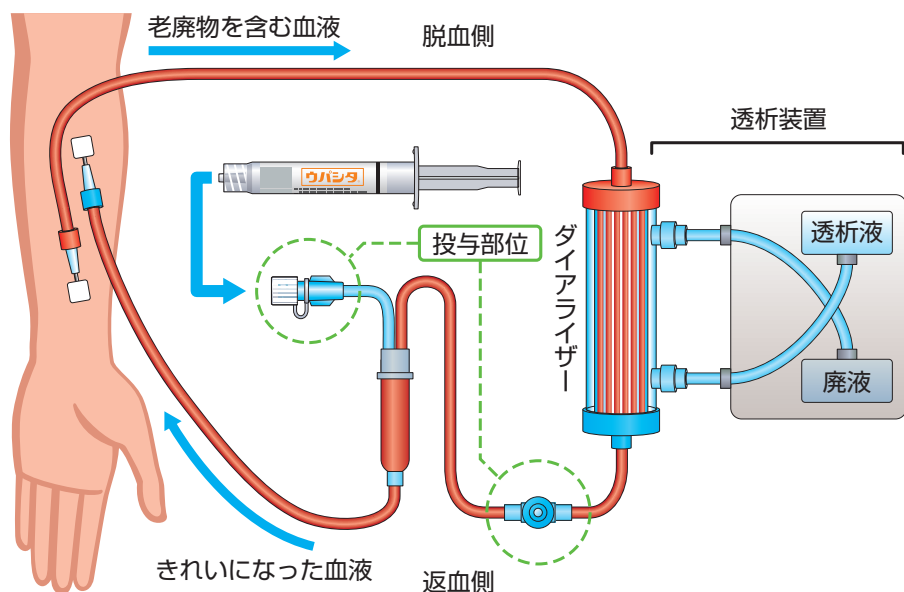 老廃物を含む血液
脱血側
透析装置
ウパシタ
投与部位
ダイアライザー
透析液
廃液
きれいになった血液
返血側